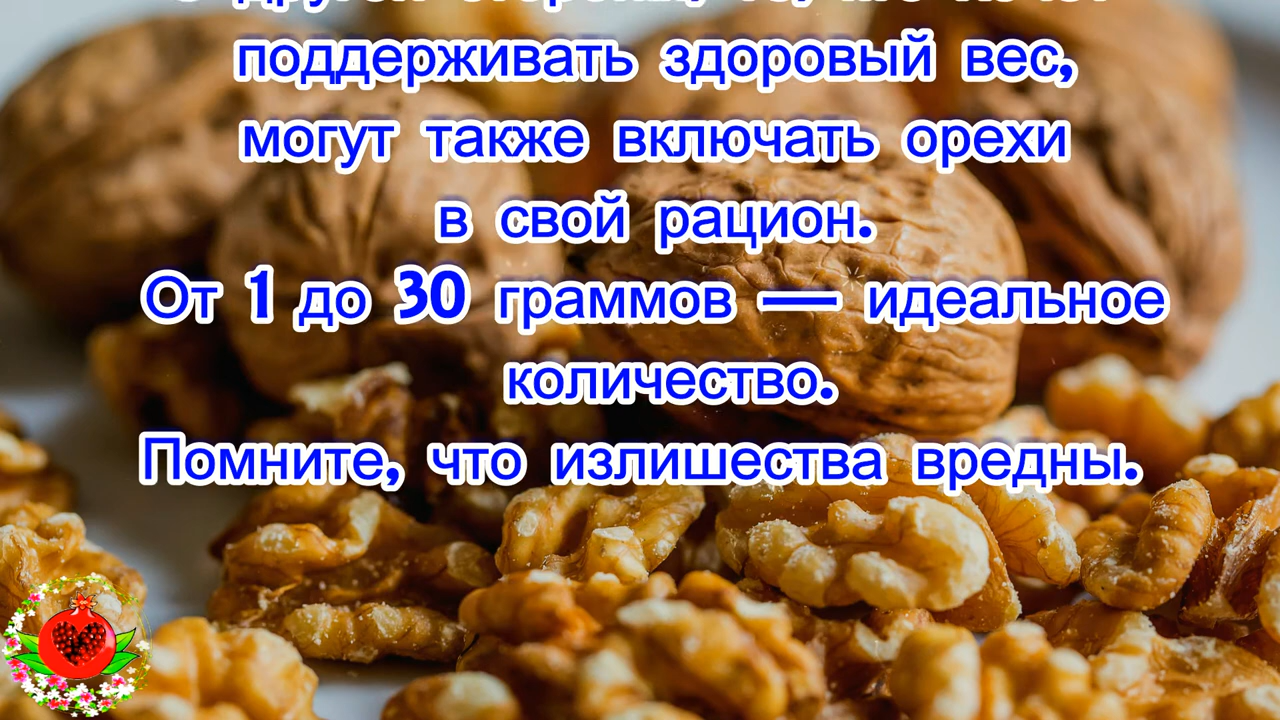 поддерживать здоровый вес,
могут также включать орехи
в свой рацион.
От 1 до 30 граммов — идеальное
количество.
Помните, что излишества вредны.